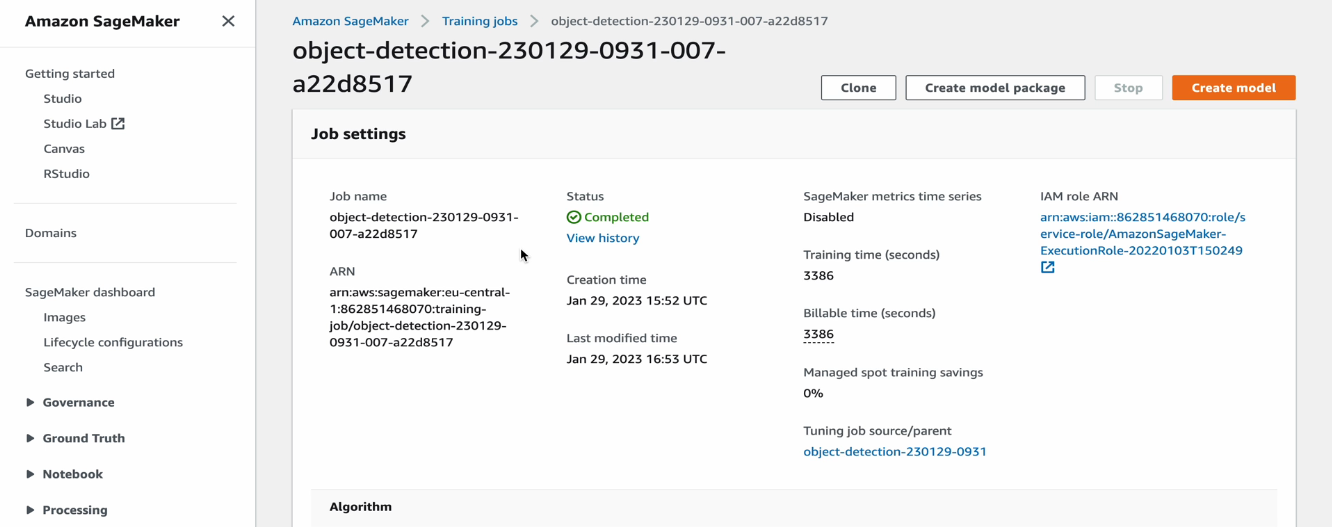 Amazon SageMaker
Getting started
Studio
Studio Lab
Canvas
RStudio
Domains
SageMaker dashboard
Images
Lifecycle configurations
Search
Governance
Ground Truth
Notebook
Processing
Amazon SageMaker > Training jobs > object-detection-230129-0931-007-a22d8517
object-detection-230129-0931-007-
a22d8517
Clone
Create model package
Stop
Create model
Job settings
Job name
object-detection-230129-0931-
007-a22d8517
ARN
arn:aws:sagemaker:eu-central-
1:862851468070:training-
job/object-detection-230129-
0931-007-a22d8517
Status
Completed
View history
Creation time
Jan 29, 2023 15:52 UTC
Last modified time
Jan 29, 2023 16:53 UTC
SageMaker metrics time series
Disabled
Training time (seconds)
3386
Billable time (seconds)
3386
Managed spot training savings
0%
Tuning job source/parent
object-detection-230129-0931
IAM role ARN
arn:aws:iam::862851468070:role/s
ervice-role/AmazonSageMaker-
ExecutionRole-20220103T150249
Algorithm